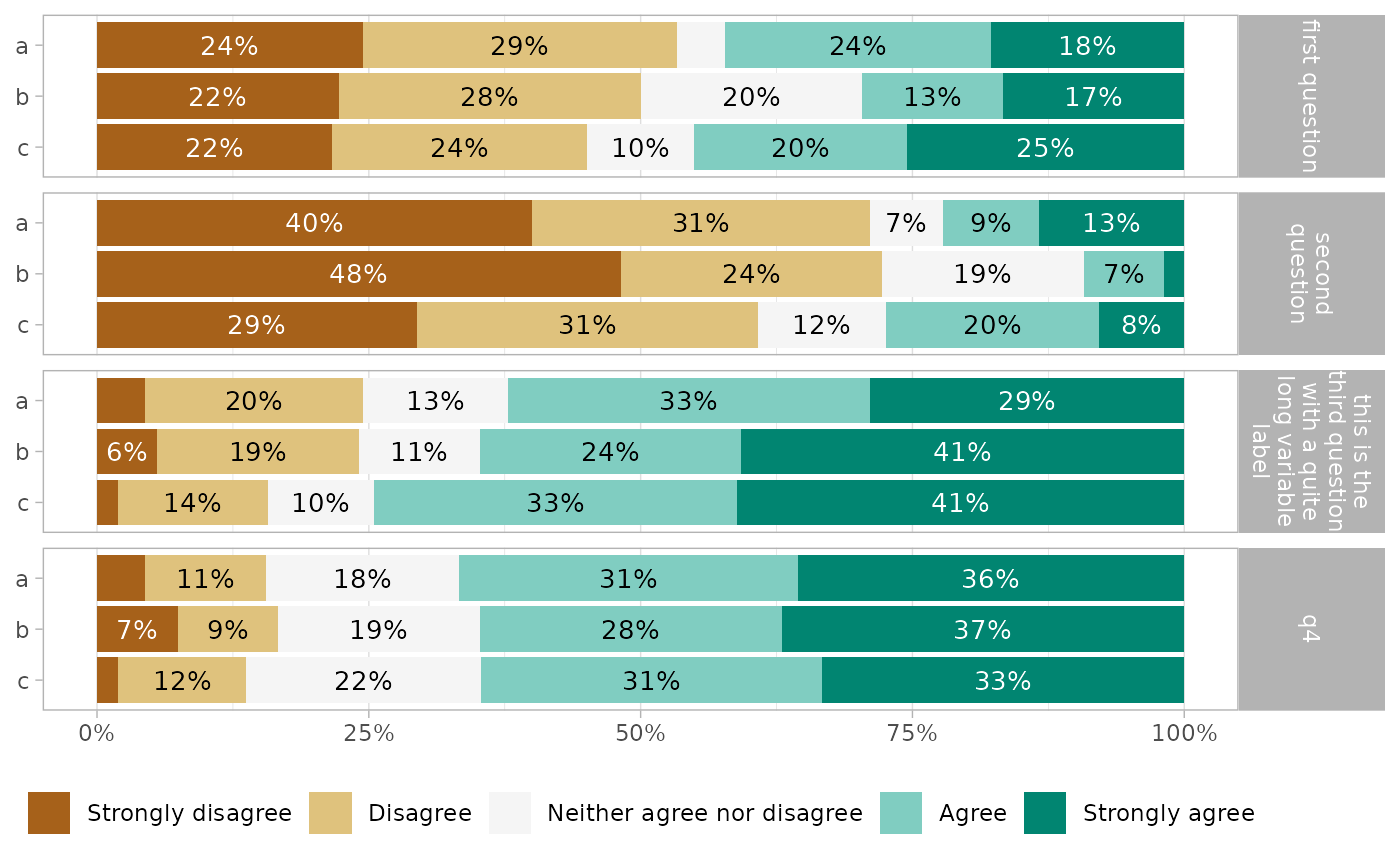 a 24% 29% 24% 18%
b 22% 28% 20% 13% 17%
c 22% 24% 10% 20% 25%
first question
a 40% 31% 7% 9% 13%
b 48% 24% 19% 7%
c 29% 31% 12% 20% 8%
second
question
a 20% 13% 33% 29%
b 6% 19% 11% 24% 41%
c 14% 10% 33% 41%
this is the
third question
with a quite
long variable
label
a 11% 18% 31% 36%
b 7% 9% 19% 28% 37%
c 12% 22% 31% 33%
q4
0% 25% 50% 75% 100%
Strongly disagree Disagree Neither agree nor disagree Agree Strongly agree